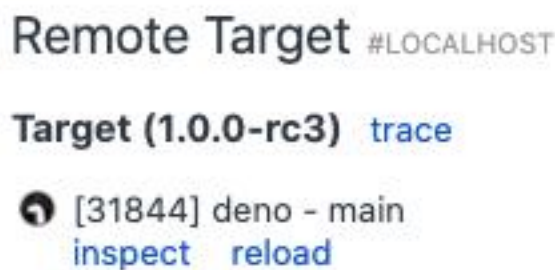 Remote Target #LOCALHOST
Target (1.0.0-rc3) trace
[31844] deno - main
inspect reload